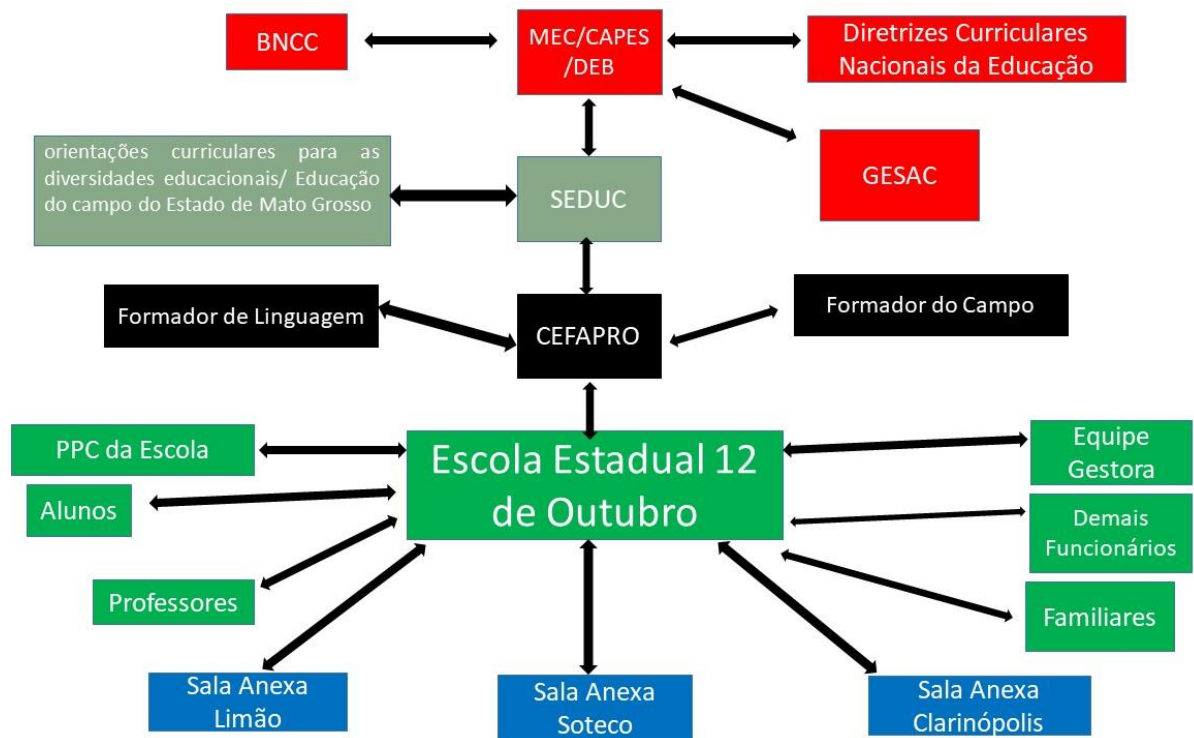 BNCC
MEC/CAPES
/DEB
Diretrizes Curriculares
Nacionais da Educação
GESAC
orientações curriculares para as
diversidades educacionais/ Educação
do campo do Estado de Mato Grosso
SEDUC
Formador de Linguagem
CEFAPRO
Formador do Campo
PPC da Escola
Escola Estadual 12
de Outubro
Equipe
Gestora
Alunos
Demais
Funcionários
Professores
Familiares
Sala Anexa
Limão
Sala Anexa
Soteco
Sala Anexa
Clarinópolis